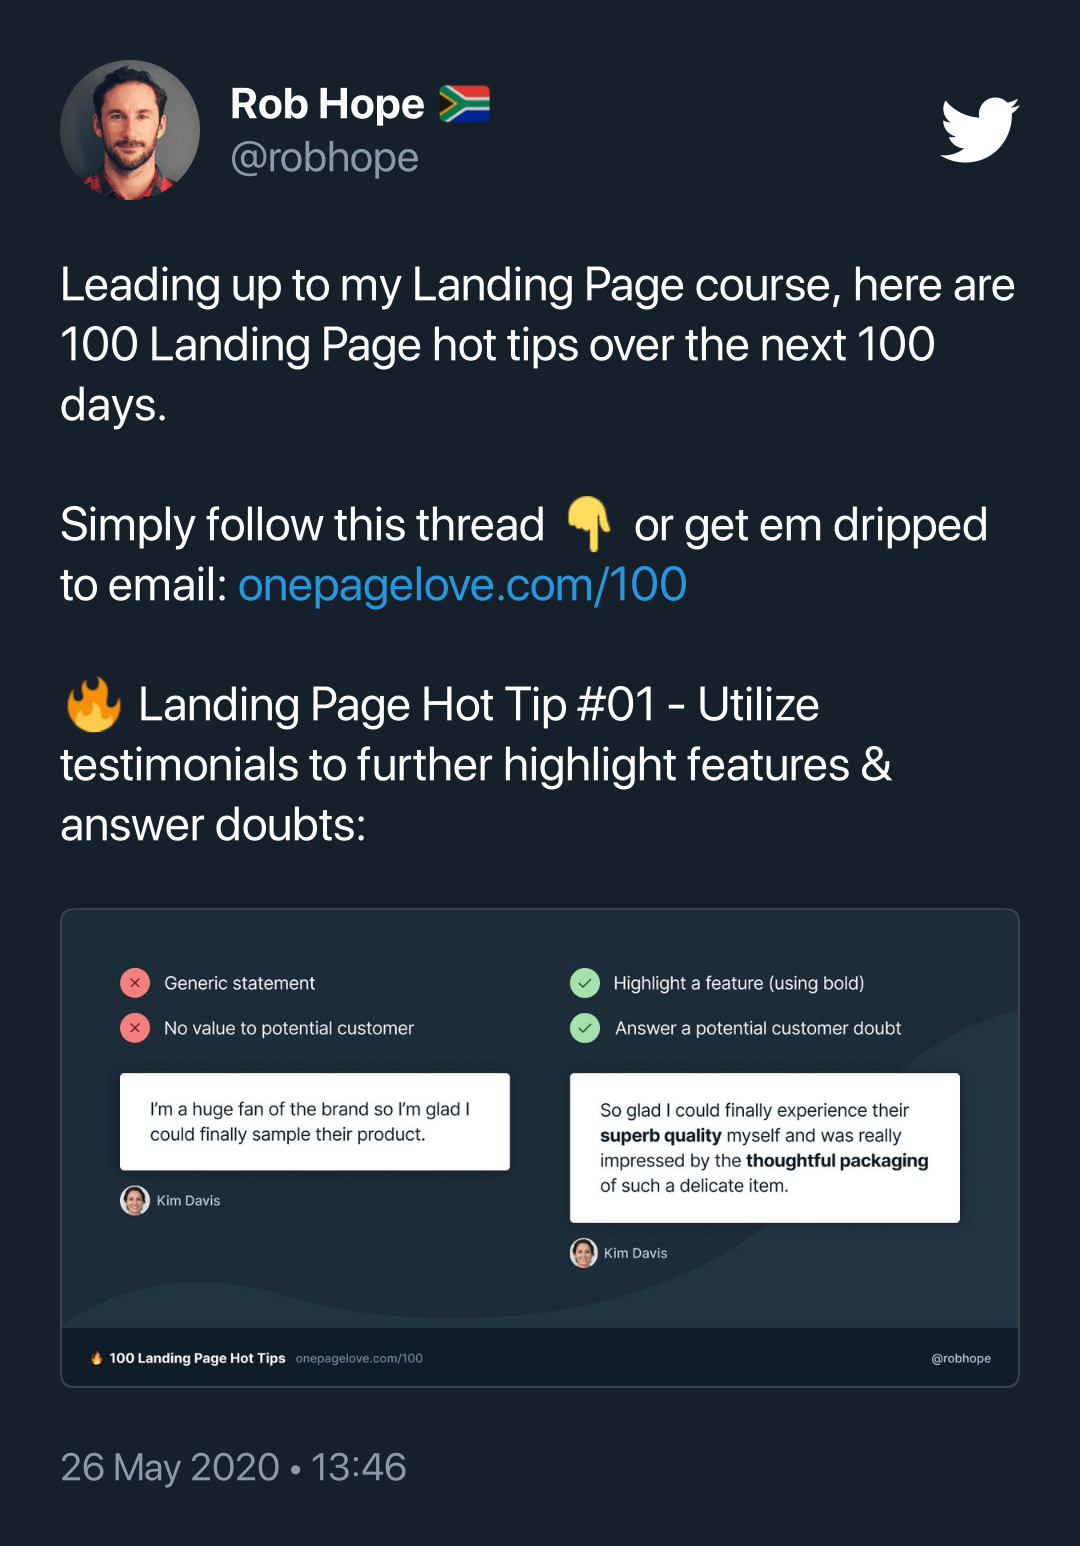 Rob Hope 🇿🇦
@robhope
Leading up to my Landing Page course, here are
100 Landing Page hot tips over the next 100
days.
Simply follow this thread 👇 or get em dripped
to email: onepagelove.com/100
🔥 Landing Page Hot Tip #01 - Utilize
testimonials to further highlight features &
answer doubts:
Generic statement
No value to potential customer
I'm a huge fan of the brand so I'm glad I
could finally sample their product.
Kim Davis
Highlight a feature (using bold)
Answer a potential customer doubt
So glad I could finally experience their
superb quality myself and was really
impressed by the thoughtful packaging
of such a delicate item.
Kim Davis
🔥 100 Landing Page Hot Tips onepagelove.com/100
@robhope
26 May 2020 • 13:46